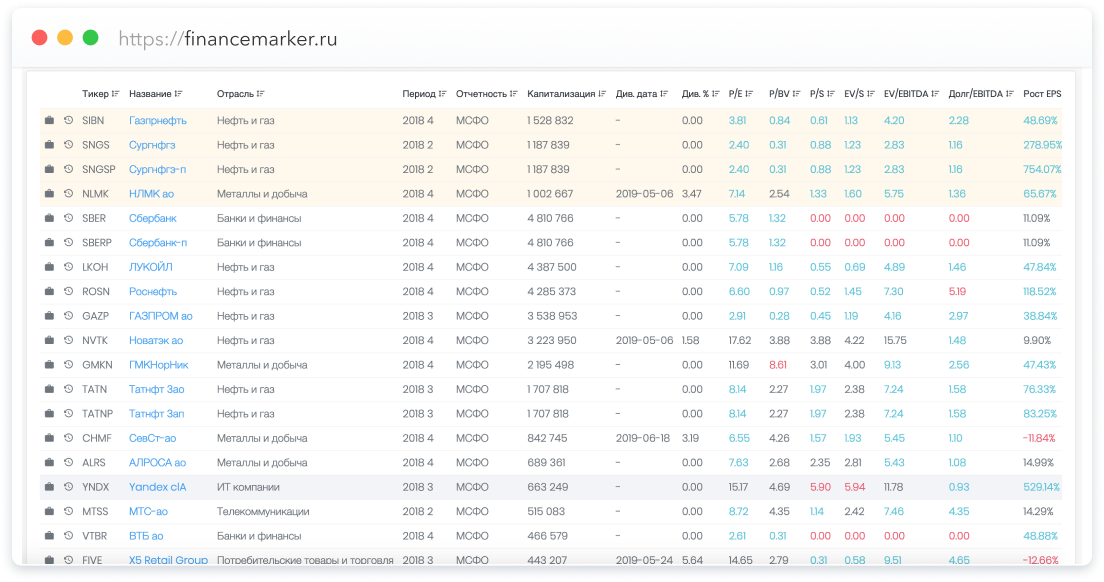 https://financemarker.ru
Тикер Название Отрасль Период Отчетность Капитализация Див. дата Див. % P/E P/BV P/S EV/S EV/EBITDA Долг/EBITDA Рост EPS
SIBN Газпрнефть Нефть и газ 2018 4 МСФО 1 528 832 - 0.00 3.81 0.84 0.61 1.13 4.20 2.28 48.69%
SNGS Сургнфгз Нефть и газ 2018 2 МСФО 1 187 839 - 0.00 2.40 0.31 0.88 1.23 2.83 1.16 278.95%
SNGSP Сургнфгз-п Нефть и газ 2018 2 МСФО 1 187 839 - 0.00 2.40 0.31 0.88 1.23 2.83 1.16 754.07%
NLMK НЛМК ао Металлы и добыча 2018 4 МСФО 1 002 667 2019-05-06 3.47 7.14 2.54 1.33 1.60 5.75 1.36 65.67%
SBER Сбербанк Банки и финансы 2018 4 МСФО 4 810 766 - 0.00 5.78 1.32 0.00 0.00 0.00 0.00 11.09%
SBERP Сбербанк-п Банки и финансы 2018 4 МСФО 4 810 766 - 0.00 5.78 1.32 0.00 0.00 0.00 0.00 11.09%
LKOH ЛУКОЙЛ Нефть и газ 2018 4 МСФО 4 387 500 - 0.00 7.09 1.16 0.55 0.69 4.89 1.46 47.84%
ROSN Роснефть Нефть и газ 2018 4 МСФО 4 285 373 - 0.00 6.60 0.97 0.52 1.45 7.30 5.19 118.52%
GAZP ГАЗПРОМ ао Нефть и газ 2018 3 МСФО 3 538 953 - 0.00 2.91 0.28 0.45 1.19 4.16 2.97 38.84%
NVTK Новатэк ао Нефть и газ 2018 4 МСФО 3 223 950 2019-05-06 1.58 17.62 3.88 3.88 4.22 15.75 1.48 9.90%
GMKN ГМКНорНик Металлы и добыча 2018 4 МСФО 2 195 498 - 0.00 11.69 8.61 3.01 4.00 9.13 2.56 47.43%
TATN Татнфт 3ао Нефть и газ 2018 3 МСФО 1 707 818 - 0.00 8.14 2.27 1.97 2.38 7.24 1.58 76.33%
TATNP Татнфт 3ап Нефть и газ 2018 3 МСФО 1 707 818 - 0.00 8.14 2.27 1.97 2.38 7.24 1.58 83.25%
CHMF СевСт-ао Металлы и добыча 2018 4 МСФО 842 745 2019-06-18 3.19 6.55 4.26 1.57 1.93 5.45 1.10 -11.84%
ALRS АЛРОСА ао Металлы и добыча 2018 4 МСФО 689 361 - 0.00 7.63 2.68 2.35 2.81 5.43 1.08 14.99%
YNDX Yandex clA ИТ компании 2018 3 МСФО 663 249 - 0.00 15.17 4.69 5.90 5.94 11.78 0.93 529.14%
MTSS МТС-ао Телекоммуникации 2018 2 МСФО 515 083 - 0.00 8.72 4.35 1.14 2.42 7.46 4.35 14.29%
VTBR ВТБ ао Банки и финансы 2018 4 МСФО 466 579 - 0.00 2.61 0.31 0.00 0.00 0.00 0.00 48.88%
FIVE X5 Retail Group Потребительские товары и торговля 2018 3 МСФО 443 207 2019-05-24 5.64 14.65 2.79 0.31 0.58 9.51 4.65 -12.66%